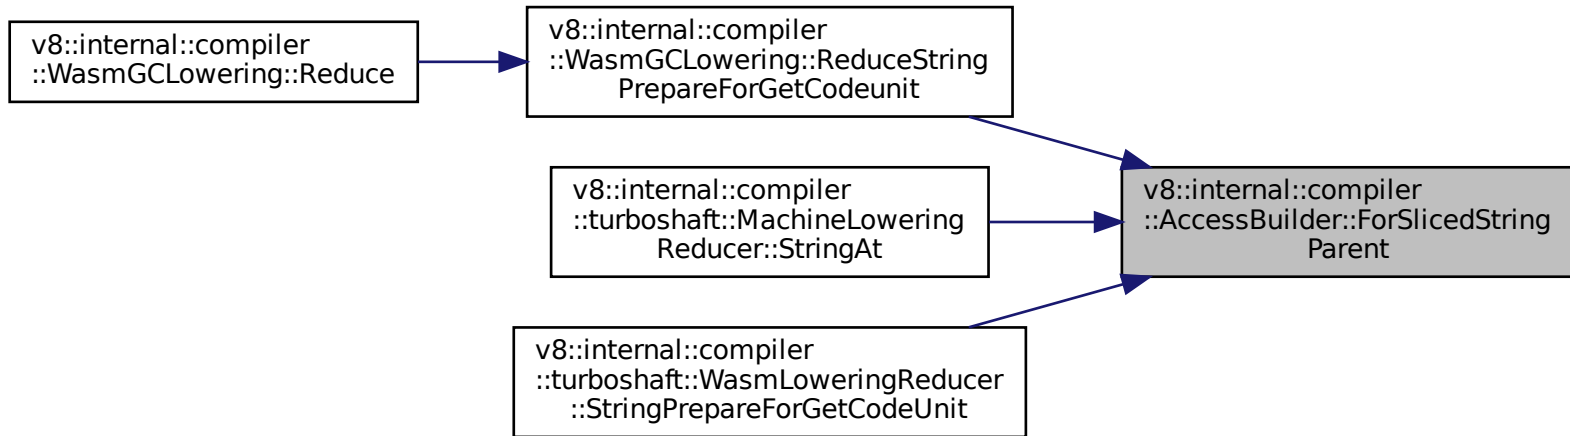 v8::internal::compiler
::WasmGCLowering::Reduce
v8::internal::compiler
::WasmGCLowering::ReduceString
PrepareForGetCodeunit
v8::internal::compiler
::turboshaft::MachineLowering
Reducer::StringAt
v8::internal::compiler
::turboshaft::WasmLoweringReducer
::StringPrepareForGetCodeUnit
v8::internal::compiler
::AccessBuilder::ForSlicedString
Parent